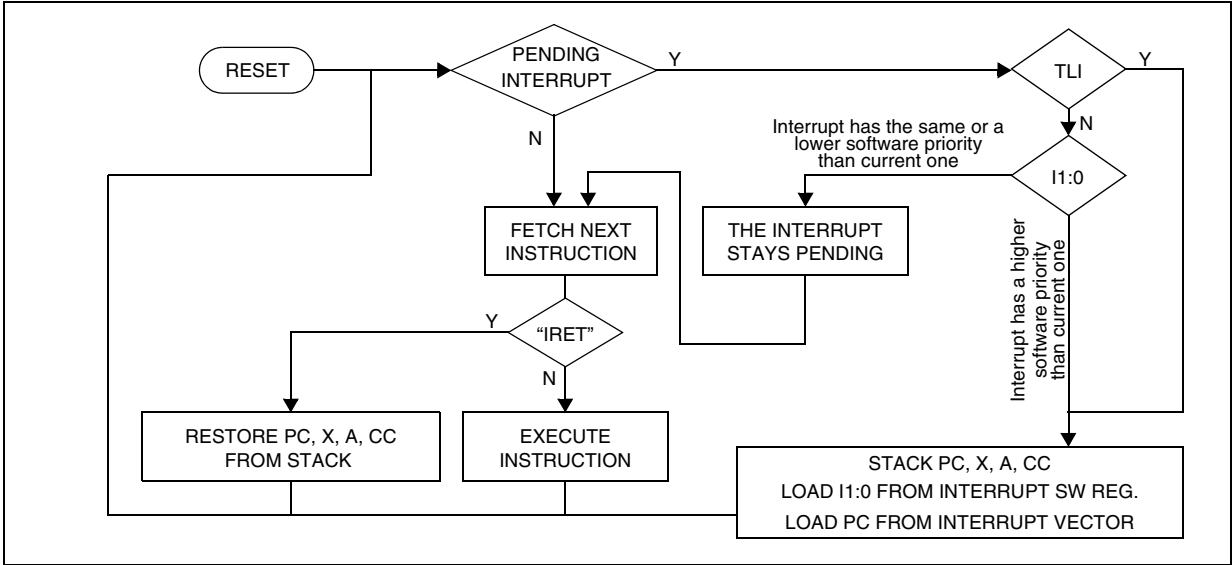 RESET
PENDING
INTERRUPT
Y
TLI
Y
N
N
Interrupt has the same or a
lower software priority
than current one
I1:0
FETCH NEXT
INSTRUCTION
THE INTERRUPT
STAYS PENDING
Interrupt has a higher
software priority
than current one
Y
“IRET”
N
RESTORE PC, X, A, CC
FROM STACK
EXECUTE
INSTRUCTION
STACK PC, X, A, CC
LOAD I1:0 FROM INTERRUPT SW REG.
LOAD PC FROM INTERRUPT VECTOR